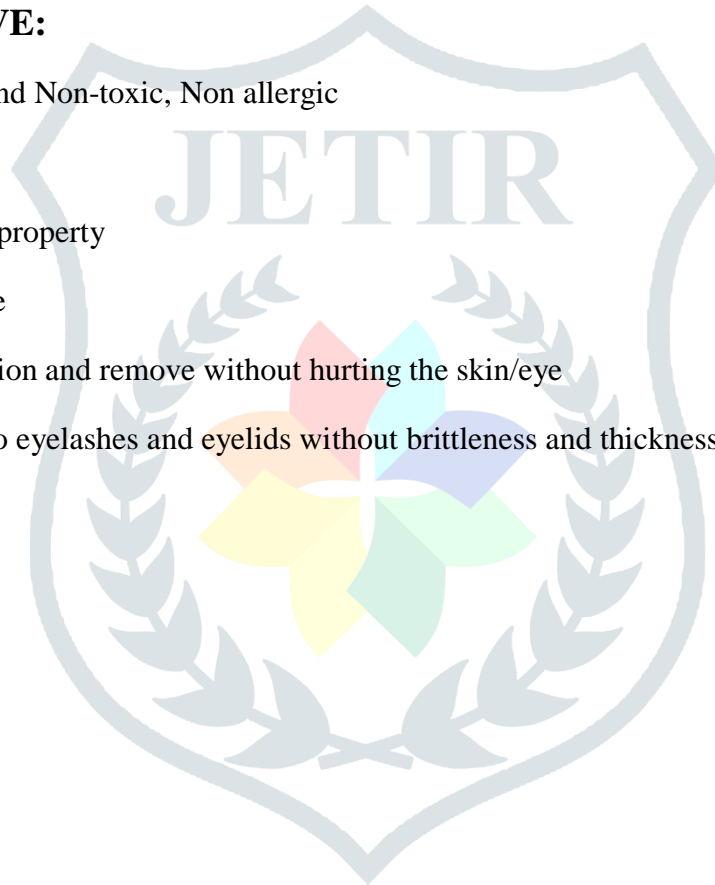 VE:
nd Non-toxic, Non allergic
JETIR
property
e
ion and remove without hurting the skin/eye
o eyelashes and eyelids without brittleness and thickness